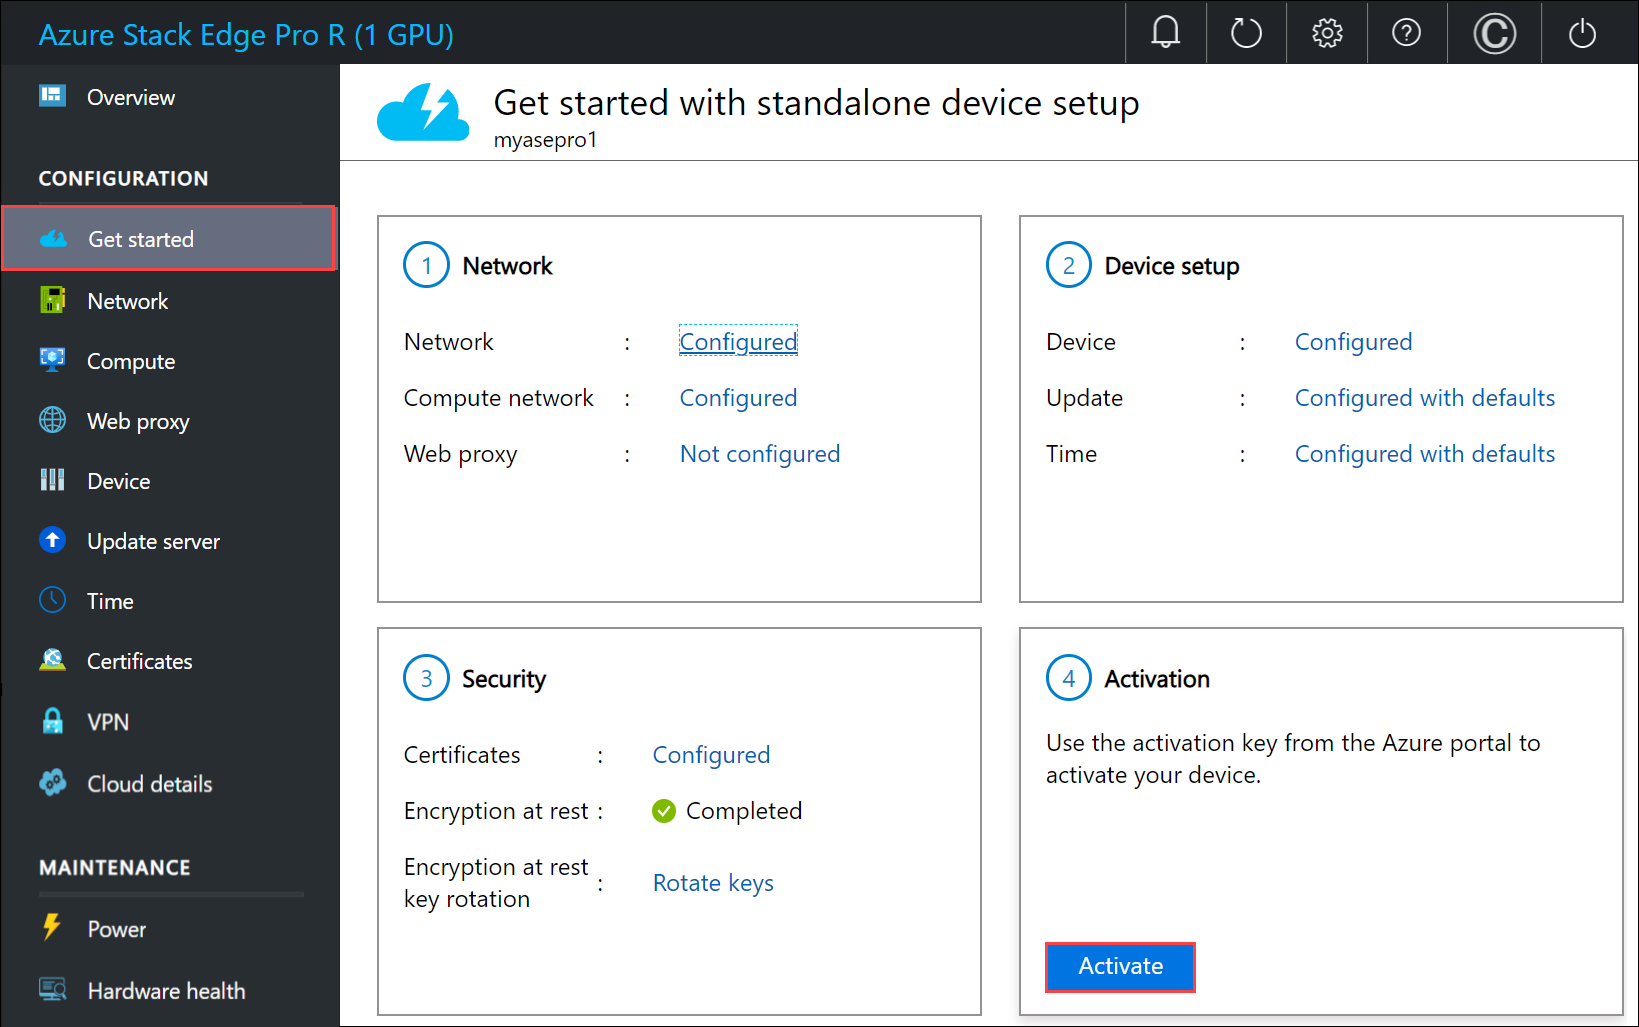 Azure Stack Edge Pro R (1 GPU)
Overview
CONFIGURATION
Get started
Network
Compute
Web proxy
Device
Update server
Time
Certificates
VPN
Cloud details
MAINTENANCE
Power
Hardware health
Get started with standalone device setup
myasepro1
1 Network
Network : Configured
Compute network : Configured
Web proxy : Not configured
2 Device setup
Device : Configured
Update : Configured with defaults
Time : Configured with defaults
3 Security
Certificates : Configured
Encryption at rest : Completed
Encryption at rest
key rotation : Rotate keys
4 Activation
Use the activation key from the Azure portal to
activate your device.
Activate